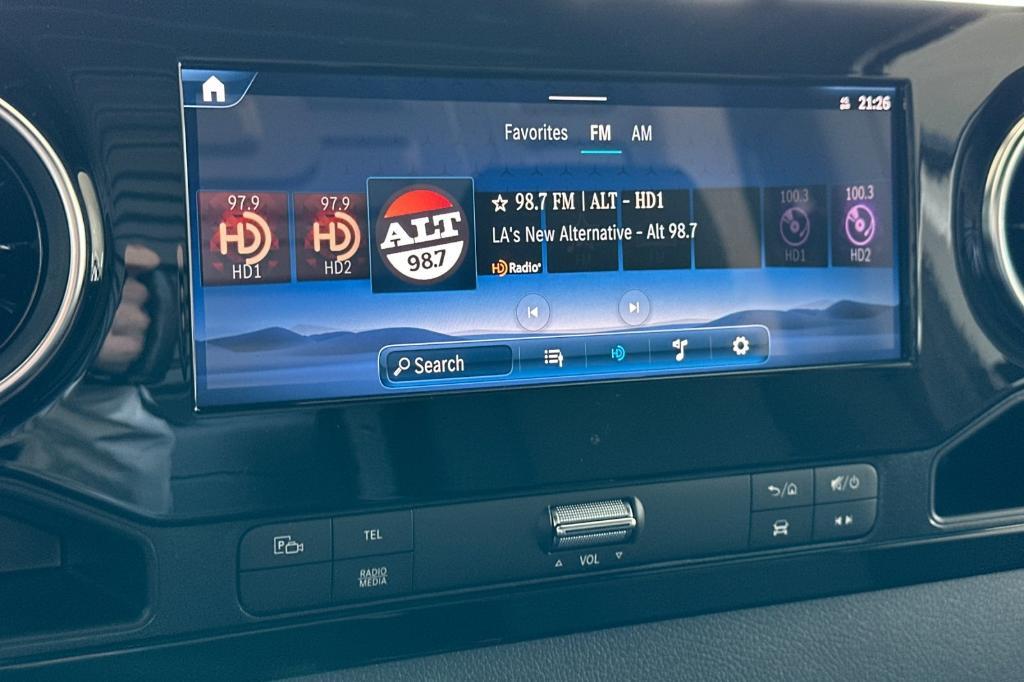 21:26
Favorites FM AM
97.9
HD1
97.9
HD2
ALT
98.7
98.7 FM | ALT - HD1
LA's New Alternative - Alt 98.7
HD Radio
100.3
HD1
100.3
HD2
Search
HD
P
TEL
RADIO
MEDIA
VOL